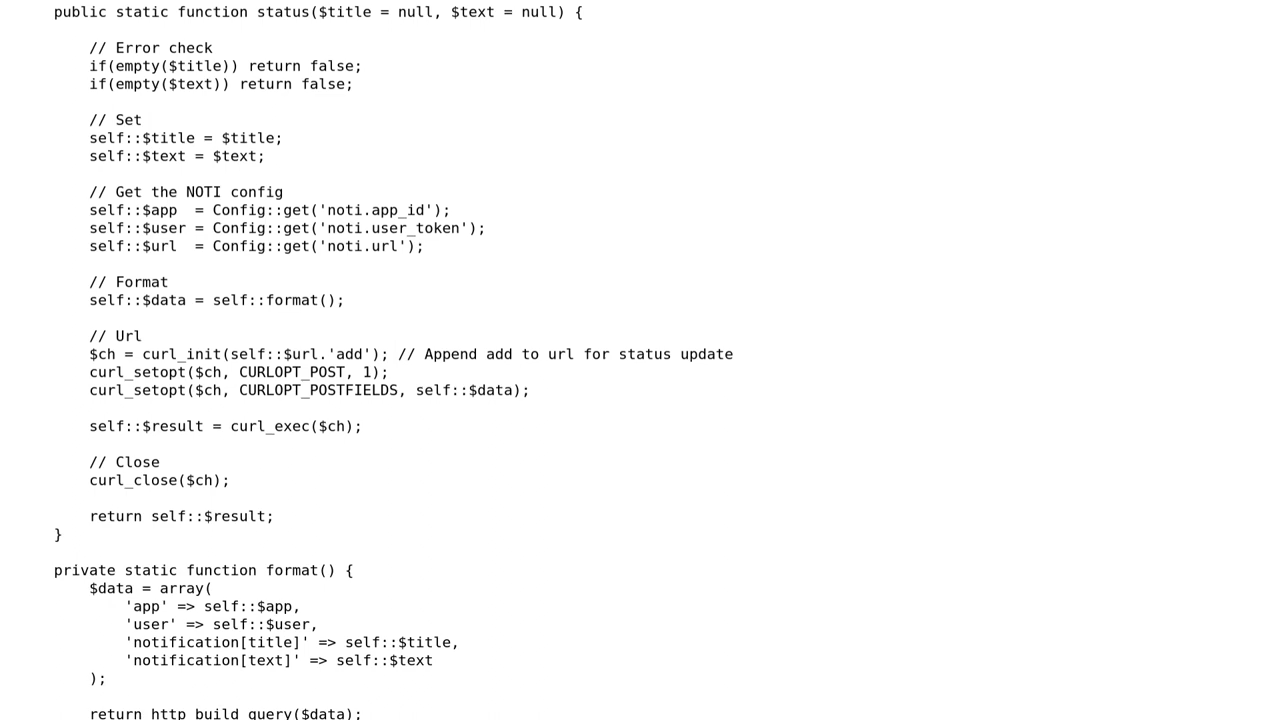 public static function status($title = null, $text = null) {
// Error check
if(empty($title)) return false;
if(empty($text)) return false;
// Set
self::$title = $title;
self::$text = $text;
// Get the NOTI config
self::$app  = Config::get('noti.app_id');
self::$user = Config::get('noti.user_token');
self::$url  = Config::get('noti.url');
// Format
self::$data = self::format();
// Url
$ch = curl_init(self::$url.'add'); // Append add to url for status update
curl_setopt($ch, CURLOPT_POST, 1);
curl_setopt($ch, CURLOPT_POSTFIELDS, self::$data);
self::$result = curl_exec($ch);
// Close
curl_close($ch);
return self::$result;
}
private static function format() {
$data = array(
'app' => self::$app,
'user' => self::$user,
'notification[title]' => self::$title,
'notification[text]' => self::$text
);
return http_build_query($data);